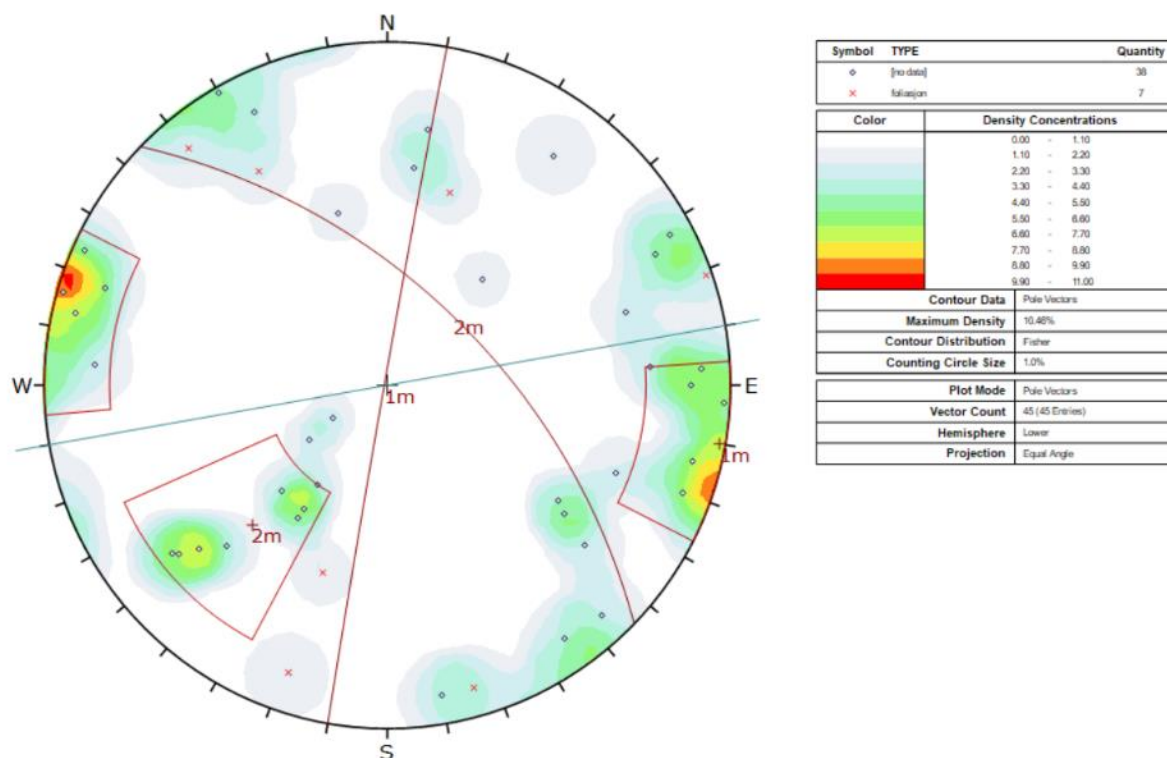 N
Symbol TYPE Quantity
[no data] 38
foliasjon 7
Color Density Concentrations
0.00 - 1.10
1.10 - 2.20
2.20 - 3.30
3.30 - 4.40
4.40 - 5.50
5.50 - 6.60
6.60 - 7.70
7.70 - 8.80
8.80 - 9.90
9.90 - 11.00
Contour Data Pole Vectors
Maximum Density 10.46%
Contour Distribution Fisher
Counting Circle Size 1.0%
Plot Mode Pole Vectors
Vector Count 45 (45 Entries)
Hemisphere Lower
Projection Equal Angle
2m
W
E
1m
1m
2m
S